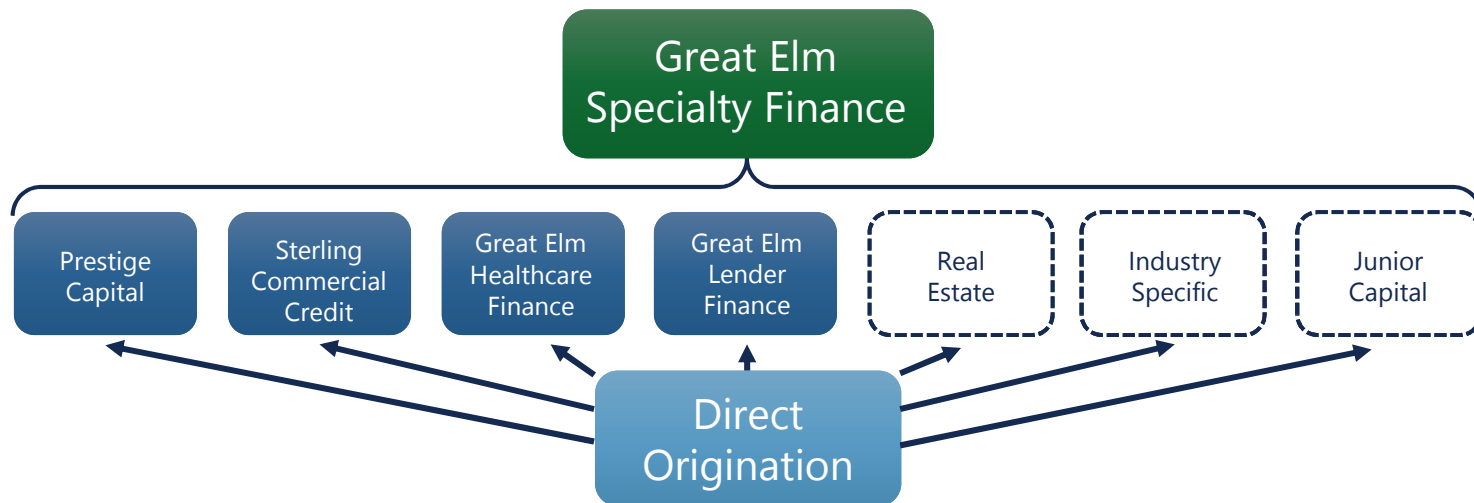 Great Elm
Specialty Finance
Prestige
Capital
Sterling
Commercial
Credit
Great Elm
Healthcare
Finance
Great Elm
Lender
Finance
Real
Estate
Industry
Specific
Junior
Capital
Direct
Origination